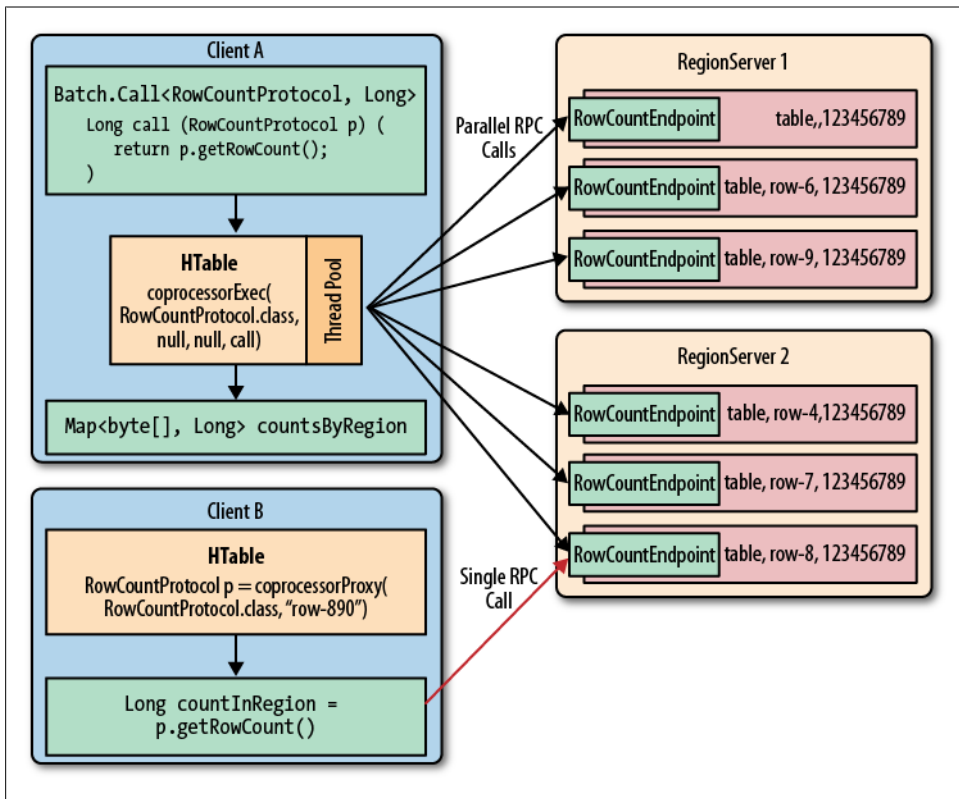 Client A
Batch.Call<RowCountProtocol, Long>
Long call (RowCountProtocol p) (
return p.getRowCount();
)
HTable
coprocessorExec(
RowCountProtocol.class,
null, null, call)
Thread Pool
Map<byte[], Long> countsByRegion
Parallel RPC
Calls
RegionServer 1
RowCountEndpoint table,,123456789
RowCountEndpoint table, row-6, 123456789
RowCountEndpoint table, row-9, 123456789
RegionServer 2
RowCountEndpoint table, row-4,123456789
RowCountEndpoint table, row-7, 123456789
RowCountEndpoint table, row-8, 123456789
Client B
HTable
RowCountProtocol p = coprocessorProxy(
RowCountProtocol.class, “row-890”)
Long countInRegion =
p.getRowCount()
Single RPC
Call